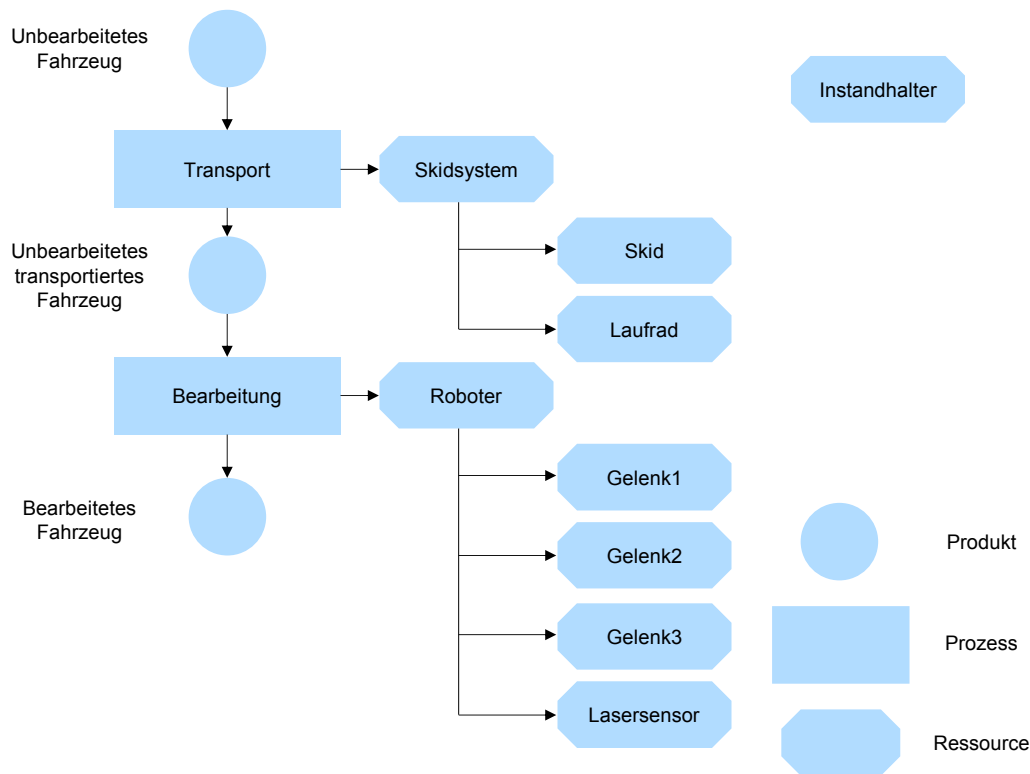 Unbearbeitetes
Fahrzeug
Instandhalter
Transport
Skidsystem
Unbearbeitetes
transportiertes
Fahrzeug
Skid
Laufrad
Bearbeitung
Roboter
Gelenk1
Bearbeitetes
Fahrzeug
Gelenk2
Produkt
Gelenk3
Prozess
Lasersensor
Ressource